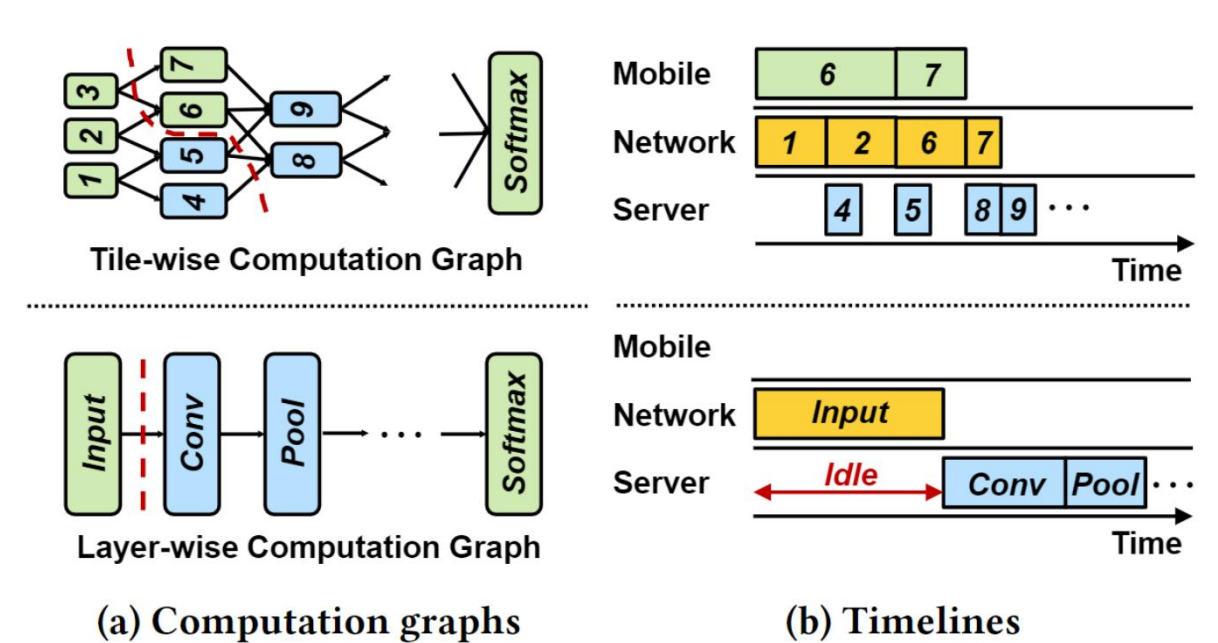 3
2
1
7
6
5
4
9
8
Softmax
Tile-wise Computation Graph
Input
Conv
Pool
...
Softmax
Layer-wise Computation Graph
(a) Computation graphs
Mobile
6 7
Network
1 2 6 7
Server
4 5 8 9 ...
Time
Mobile
Network
Input
Server
Idle
Conv Pool ...
Time
(b) Timelines